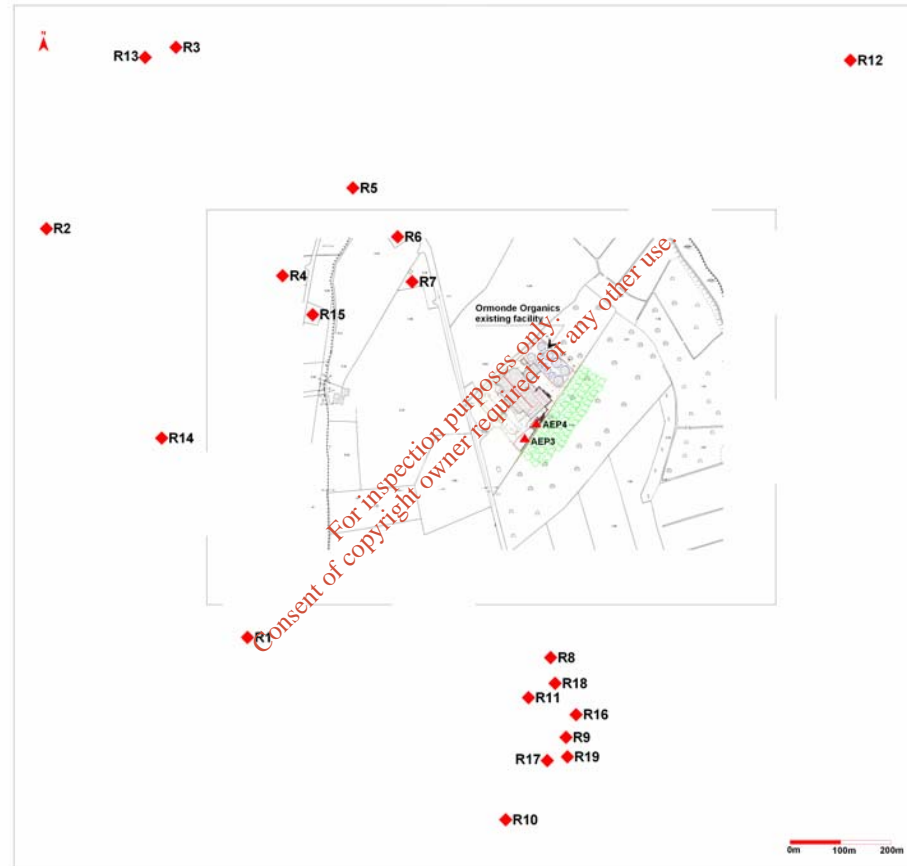 N
R3
R13
R12
R5
R2
R6
R4
R7
Ormonde Organics
existing facility
R15
AEP4
AEP3
R14
For inspection purposes only.
Consent of copyright owner required for any other use.
R1
R8
R18
R11
R16
R9
R17
R19
R10
0m 100m 200m